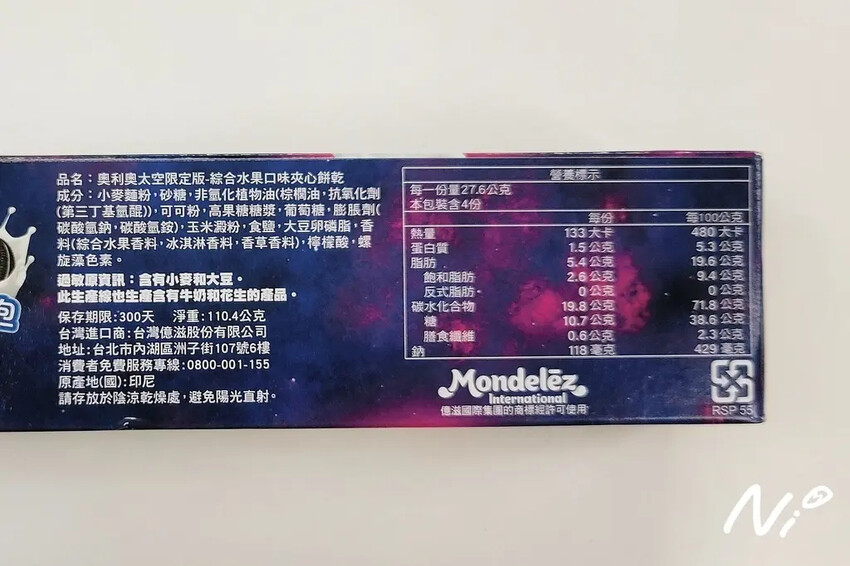 品名：奧利奧太空限定版-綜合水果口味夾心餅乾
成分：小麥麵粉，砂糖，非氫化植物油(棕櫚油，抗氧化劑
(第三丁基氫醌))，可可粉，高果糖糖漿，葡萄糖，膨脹劑(
碳酸氫鈉，碳酸氫銨)，玉米澱粉，食鹽，大豆卵磷脂，香
料(綜合水果香料，冰淇淋香料，香草香料)，檸檬酸，螺
旋藻色素。
過敏原資訊：含有小麥和大豆。
此生產線也生產含有牛奶和花生的產品。
保存期限:300天 淨重:110.4公克
台灣進口商:台灣億滋股份有限公司
地址:台北市內湖區洲子街107號6樓
消費者免費服務專線:0800-001-155
原產地(國):印尼
請存放於陰涼乾燥處，避免陽光直射。
營養標示
每一份量27.6公克
本包裝含4份
每份 每100公克
熱量 133 大卡 480 大卡
蛋白質 1.5 公克 5.3 公克
脂肪 5.4 公克 19.6 公克
飽和脂肪 2.6 公克 9.4 公克
反式脂肪 0 公克 0 公克
碳水化合物 19.8 公克 71.8 公克
糖 10.7 公克 38.6 公克
膳食纖維 0.6 公克 2.3 公克
鈉 118 毫克 429 毫克
Mondelēz
International
億滋國際集團的商標經許可使用
RSP 55
Ni